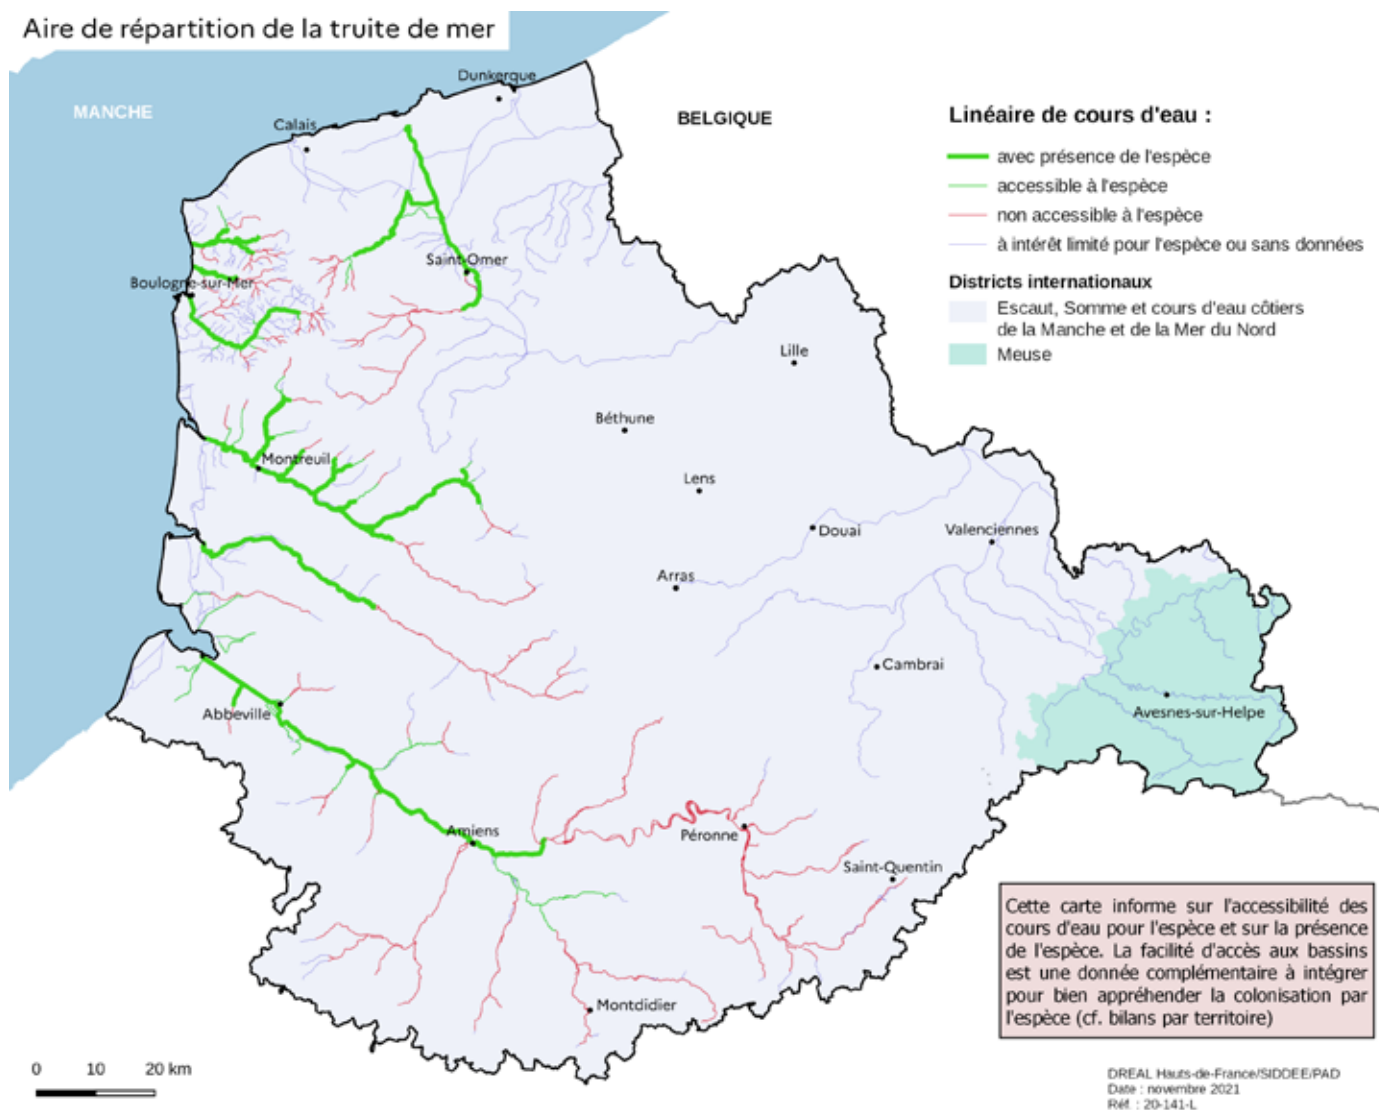 Aire de répartition de la truite de mer
MANCHE
BELGIQUE
Dunkerque
Calais
Saint-Omer
Boulogne-sur-Mer
Lille
Béthune
Montreuil
Lens
Douai
Valenciennes
Arras
Cambrai
Avesnes-sur-Helpe
Abbeville
Amiens
Péronne
Saint-Quentin
Montdidier
Linéaire de cours d'eau :
avec présence de l'espèce
accessible à l'espèce
non accessible à l'espèce
à intérêt limité pour l'espèce ou sans données
Districts internationaux
Escaut, Somme et cours d'eau côtiers
de la Manche et de la Mer du Nord
Meuse
Cette carte informe sur l'accessibilité des
cours d'eau pour l'espèce et sur la présence
de l'espèce. La facilité d'accès aux bassins
est une donnée complémentaire à intégrer
pour bien appréhender la colonisation par
l'espèce (cf. bilans par territoire)
0 10 20 km
DREAL Hauts-de-France/SIDDEE/PAD
Date : novembre 2021
Réf. : 20-141-L